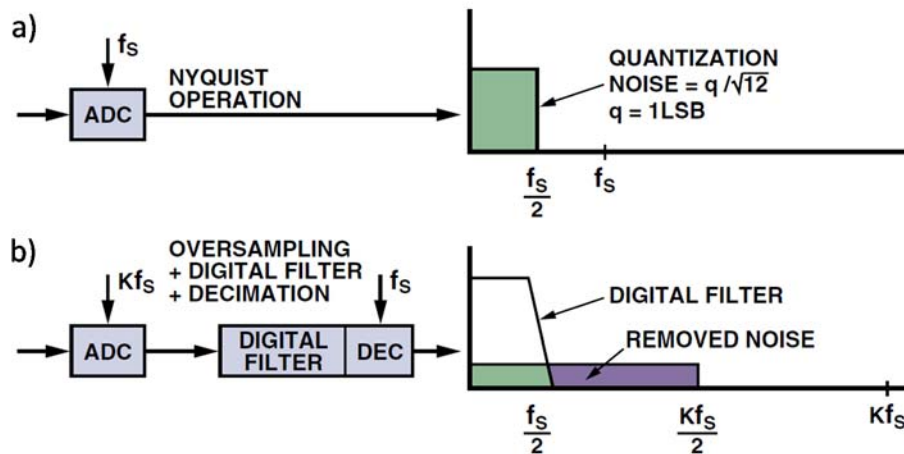 a)
fS
ADC
NYQUIST
OPERATION
QUANTIZATION
NOISE = q /√12
q = 1LSB
fS
2
fS
b)
KfS
OVERSAMPLING
+ DIGITAL FILTER
+ DECIMATION
fS
ADC
DIGITAL
FILTER
DEC
DIGITAL FILTER
REMOVED NOISE
fS
2
KfS
2
KfS